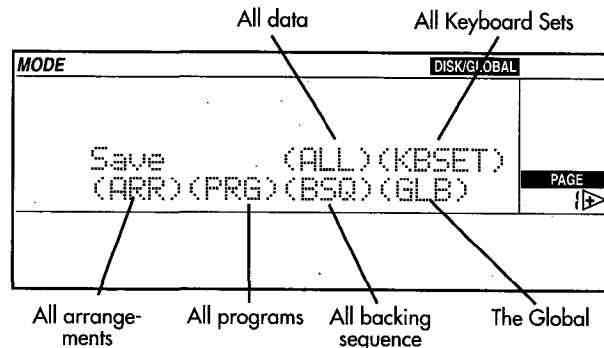 All data
All Keyboard Sets
MODE
DISK/GLOBAL
Save (ALL)(KBSET)
(ARR)(PRG)(BSQ)(GLB)
PAGE
1+
All arrange-
ments
All programs
All backing
sequence
The Global